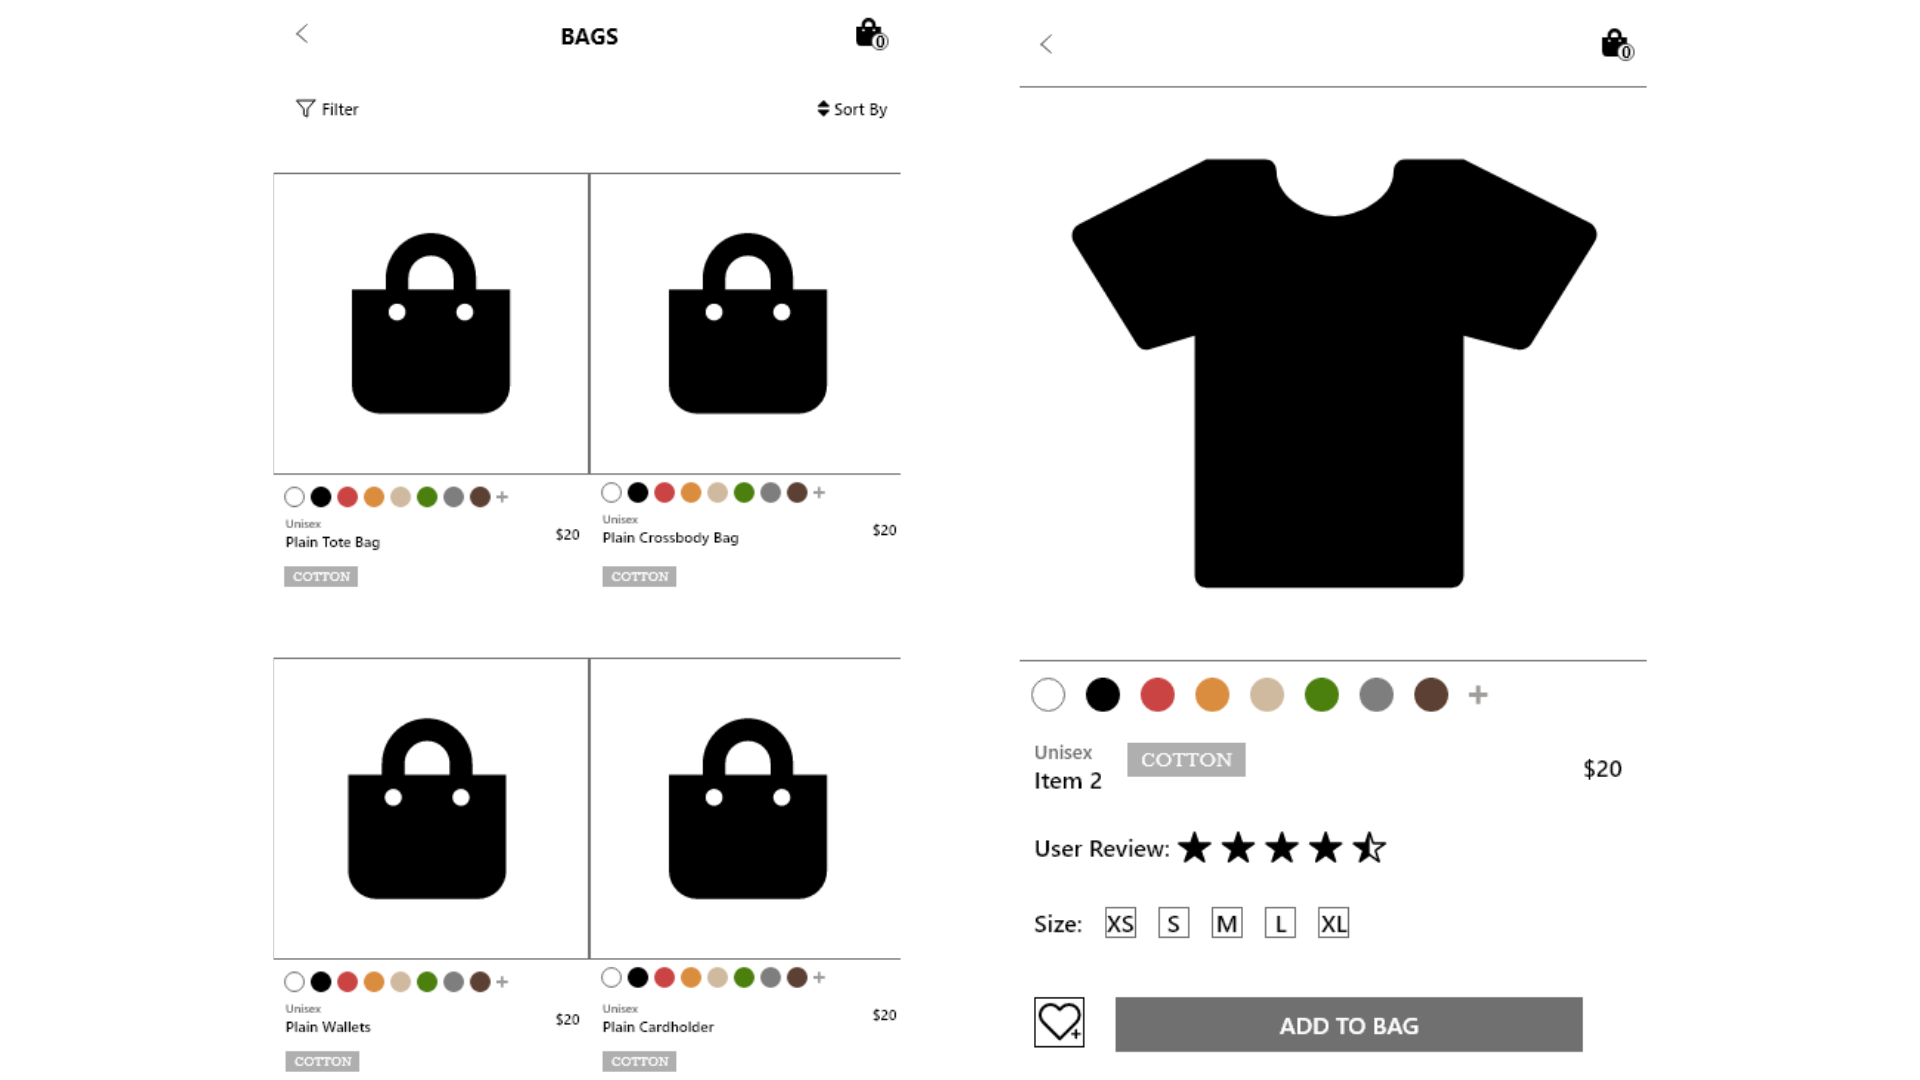 BAGS
0
Filter
Sort By
Unisex
Plain Tote Bag
$20
COTTON
Unisex
Plain Crossbody Bag
$20
COTTON
Unisex
Plain Wallets
$20
COTTON
Unisex
Plain Cardholder
$20
COTTON
0
Unisex
Item 2
COTTON
$20
User Review:
Size: XS S M L XL
ADD TO BAG